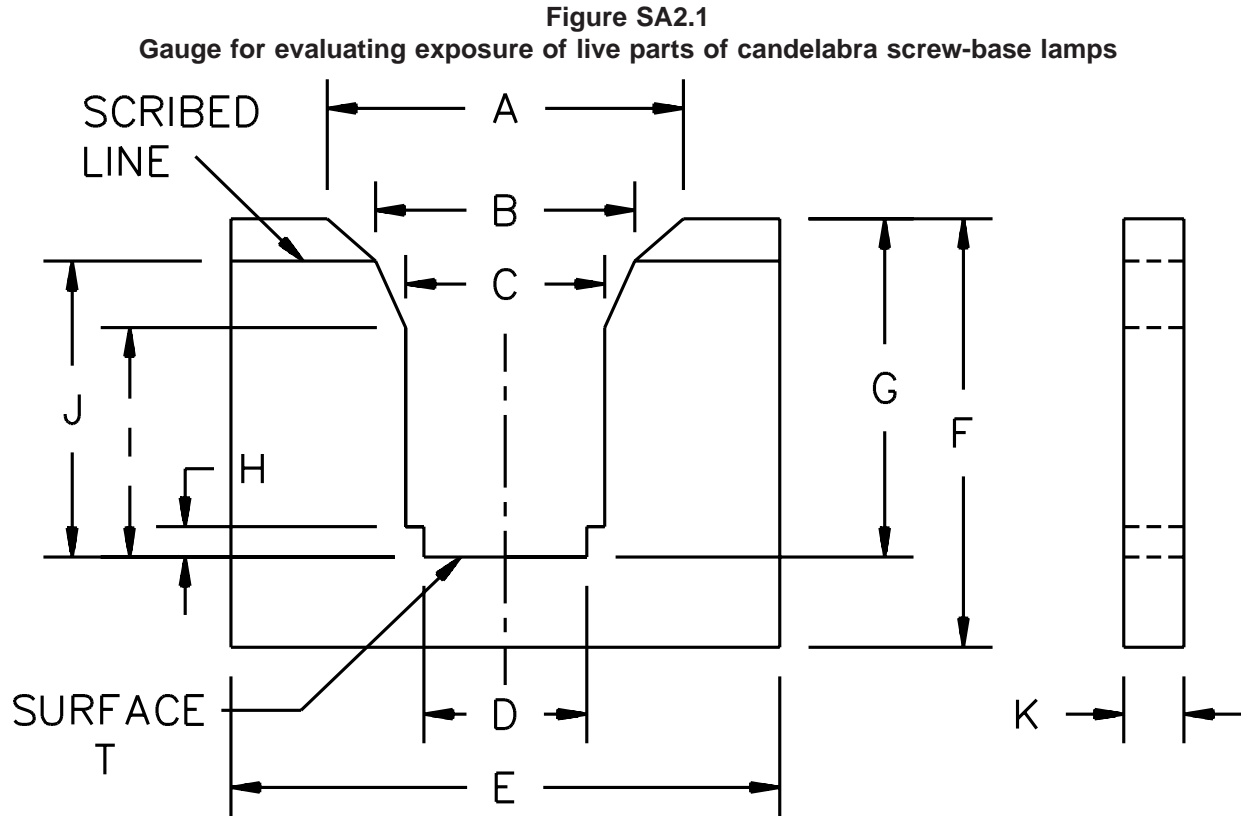 Figure SA2.1
Gauge for evaluating exposure of live parts of candelabra screw-base lamps
SCRIBED
LINE
A
B
C
J
I
H
G
F
SURFACE
T
D
K
E